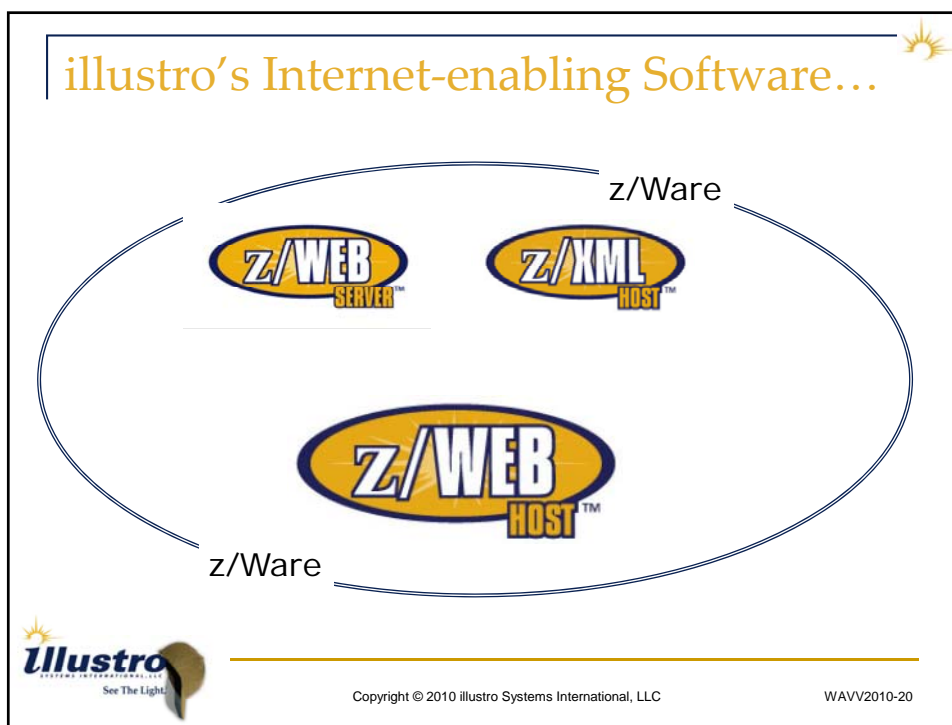 illustro’s Internet-enabling Software…
z/Ware
z/WEB
SERVER™
z/XML
HOST™
z/WEB
HOST™
z/Ware
illustro
SYSTEMS INTERNATIONAL, LLC
See The Light.
Copyright © 2010 illustro Systems International, LLC
WAVV2010-20